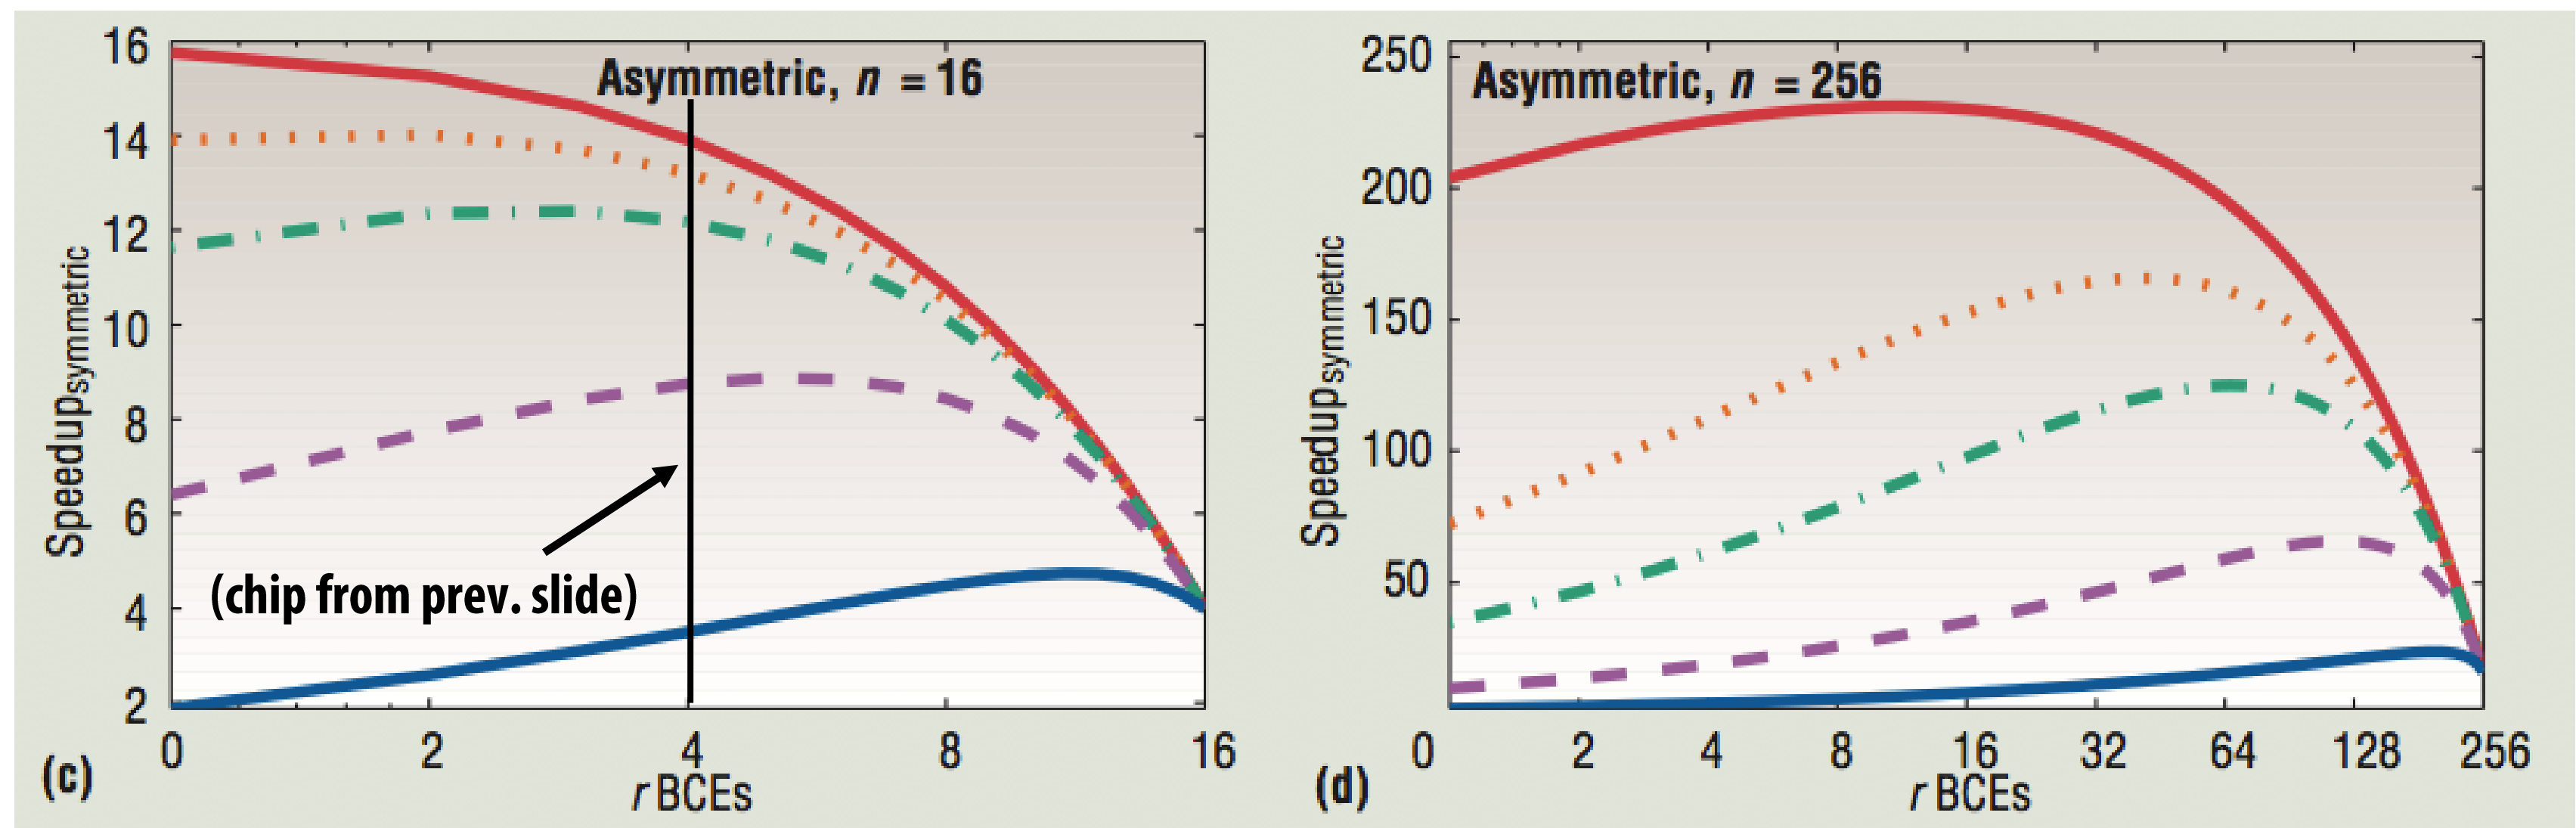 Asymmetric, n = 16
Speedupsymmetric
16
14
12
10
8
6
4
2
(chip from prev. slide)
0 2 4 8 16
r BCEs
(c)
Asymmetric, n = 256
Speedupsymmetric
250
200
150
100
50
0 2 4 8 16 32 64 128 256
r BCEs
(d)